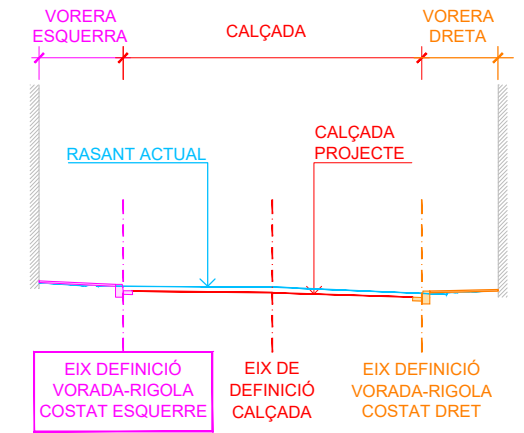 VORERA
ESQUERRA
CALÇADA
VORERA
DRETA
RASANT ACTUAL
CALÇADA
PROJECTE
EIX DEFINICIÓ
VORADA-RIGOLA
COSTAT ESQUERRE
EIX DE
DEFINICIÓ
CALÇADA
EIX DEFINICIÓ
VORADA-RIGOLA
COSTAT DRET